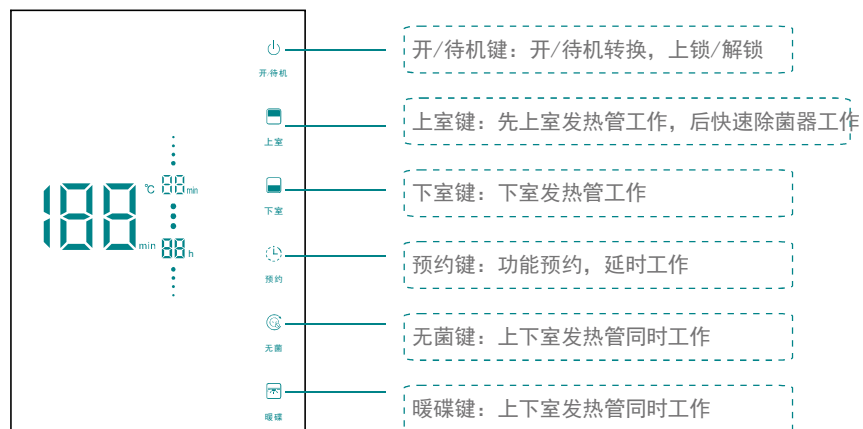 开/待机
上室
下室
预约
无菌
暖碟
188
℃
88 min
min
88 h
开/待机键：开/待机转换，上锁/解锁
上室键：先上室发热管工作，后快速除菌器工作
下室键：下室发热管工作
预约键：功能预约，延时工作
无菌键：上下室发热管同时工作
暖碟键：上下室发热管同时工作